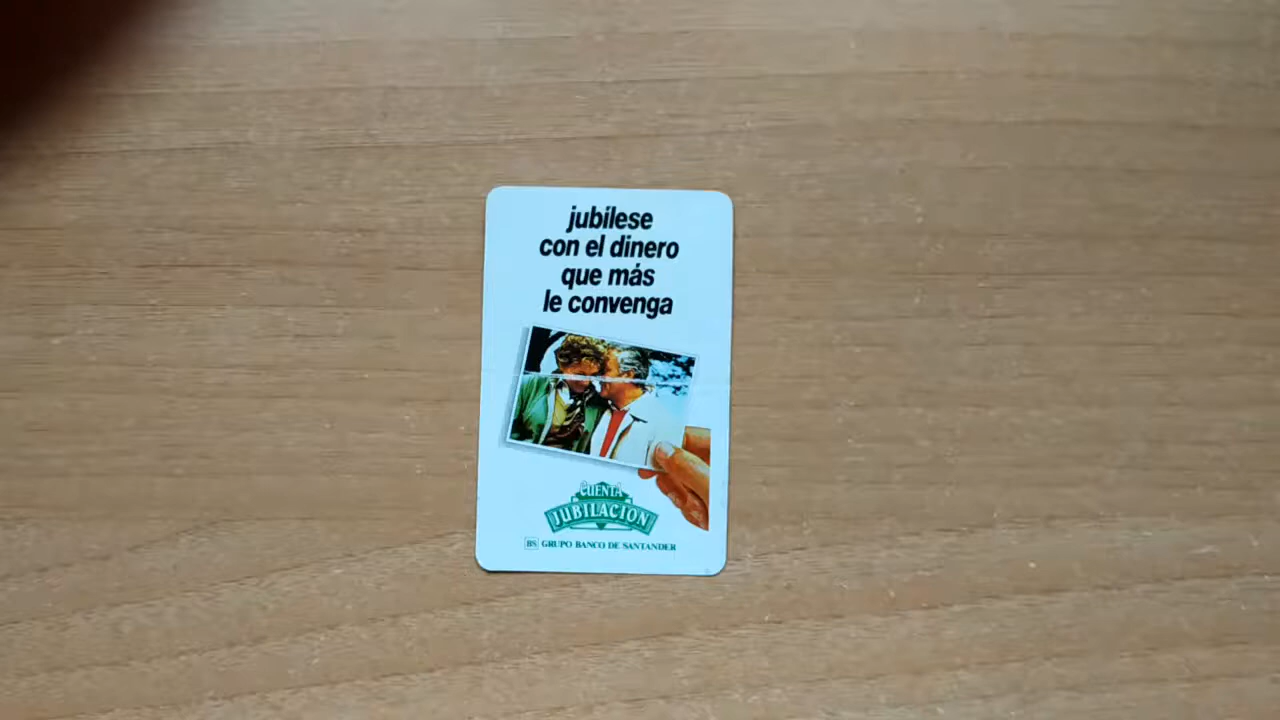 jubílese
con el dinero
que más
le convenga
CUENTA
JUBILACION
BS GRUPO BANCO DE SANTANDER